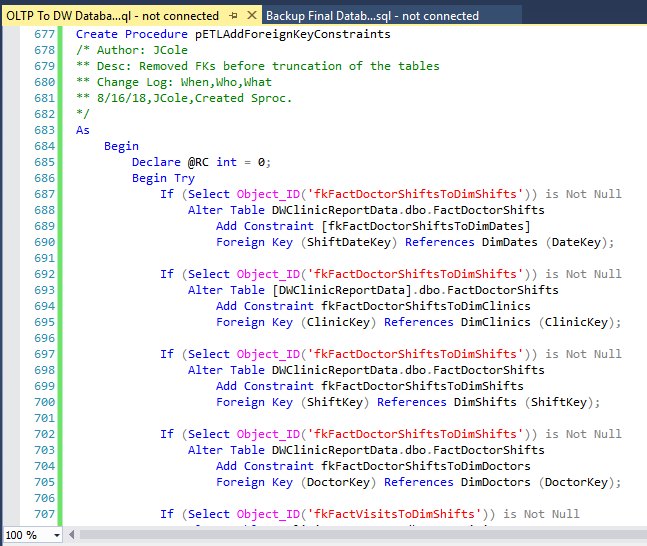 OLTP To DW Databa...ql - not connected
Backup Final Datab...sql - not connected
677 Create Procedure pETLAddForeignKeyConstraints
678 /* Author: JCole
679 ** Desc: Removed FKs before truncation of the tables
680 ** Change Log: When,Who,What
681 ** 8/16/18,JCole,Created Sproc.
682 */
683 As
684 Begin
685 Declare @RC int = 0;
686 Begin Try
687 If (Select Object_ID('fkFactDoctorShiftsToDimShifts')) is Not Null
688 Alter Table DWClinicReportData.dbo.FactDoctorShifts
689 Add Constraint [fkFactDoctorShiftsToDimDates]
690 Foreign Key (ShiftDateKey) References DimDates (DateKey);
691
692 If (Select Object_ID('fkFactDoctorShiftsToDimShifts')) is Not Null
693 Alter Table [DWClinicReportData].dbo.FactDoctorShifts
694 Add Constraint fkFactDoctorShiftsToDimClinics
695 Foreign Key (ClinicKey) References DimClinics (ClinicKey);
696
697 If (Select Object_ID('fkFactDoctorShiftsToDimShifts')) is Not Null
698 Alter Table DWClinicReportData.dbo.FactDoctorShifts
699 Add Constraint fkFactDoctorShiftsToDimShifts
700 Foreign Key (ShiftKey) References DimShifts (ShiftKey);
701
702 If (Select Object_ID('fkFactDoctorShiftsToDimShifts')) is Not Null
703 Alter Table DWClinicReportData.dbo.FactDoctorShifts
704 Add Constraint fkFactDoctorShiftsToDimDoctors
705 Foreign Key (DoctorKey) References DimDoctors (DoctorKey);
706
707 If (Select Object_ID('fkFactVisitsToDimShifts')) is Not Null
100 %